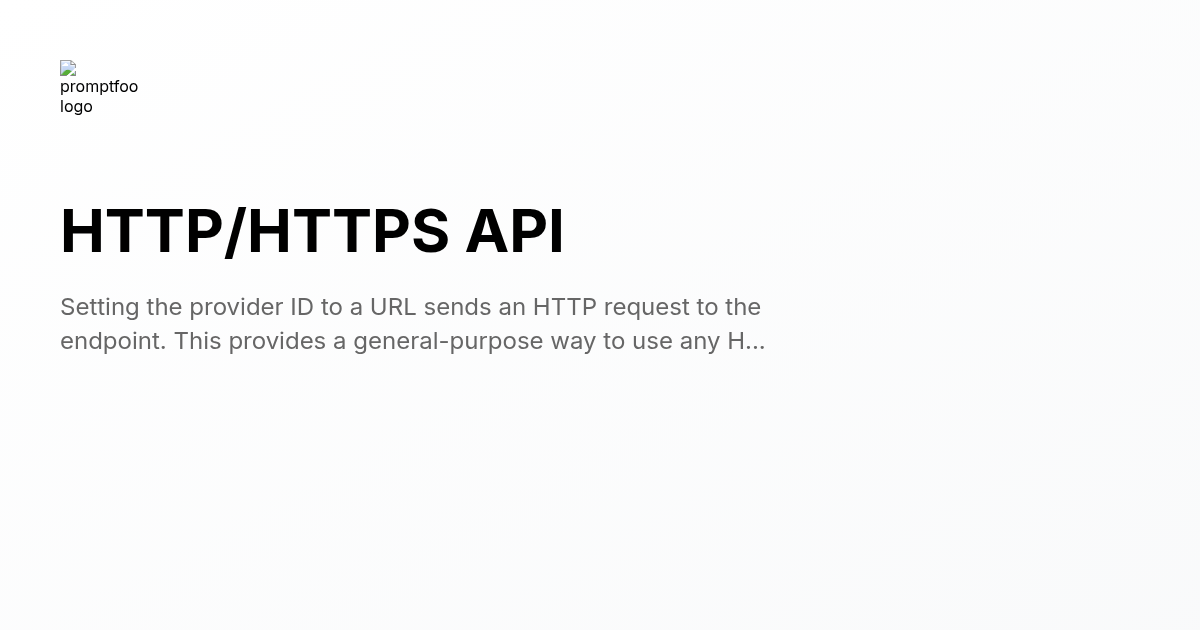 promptfoo
logo
HTTP/HTTPS API
Setting the provider ID to a URL sends an HTTP request to the
endpoint. This provides a general-purpose way to use any H...